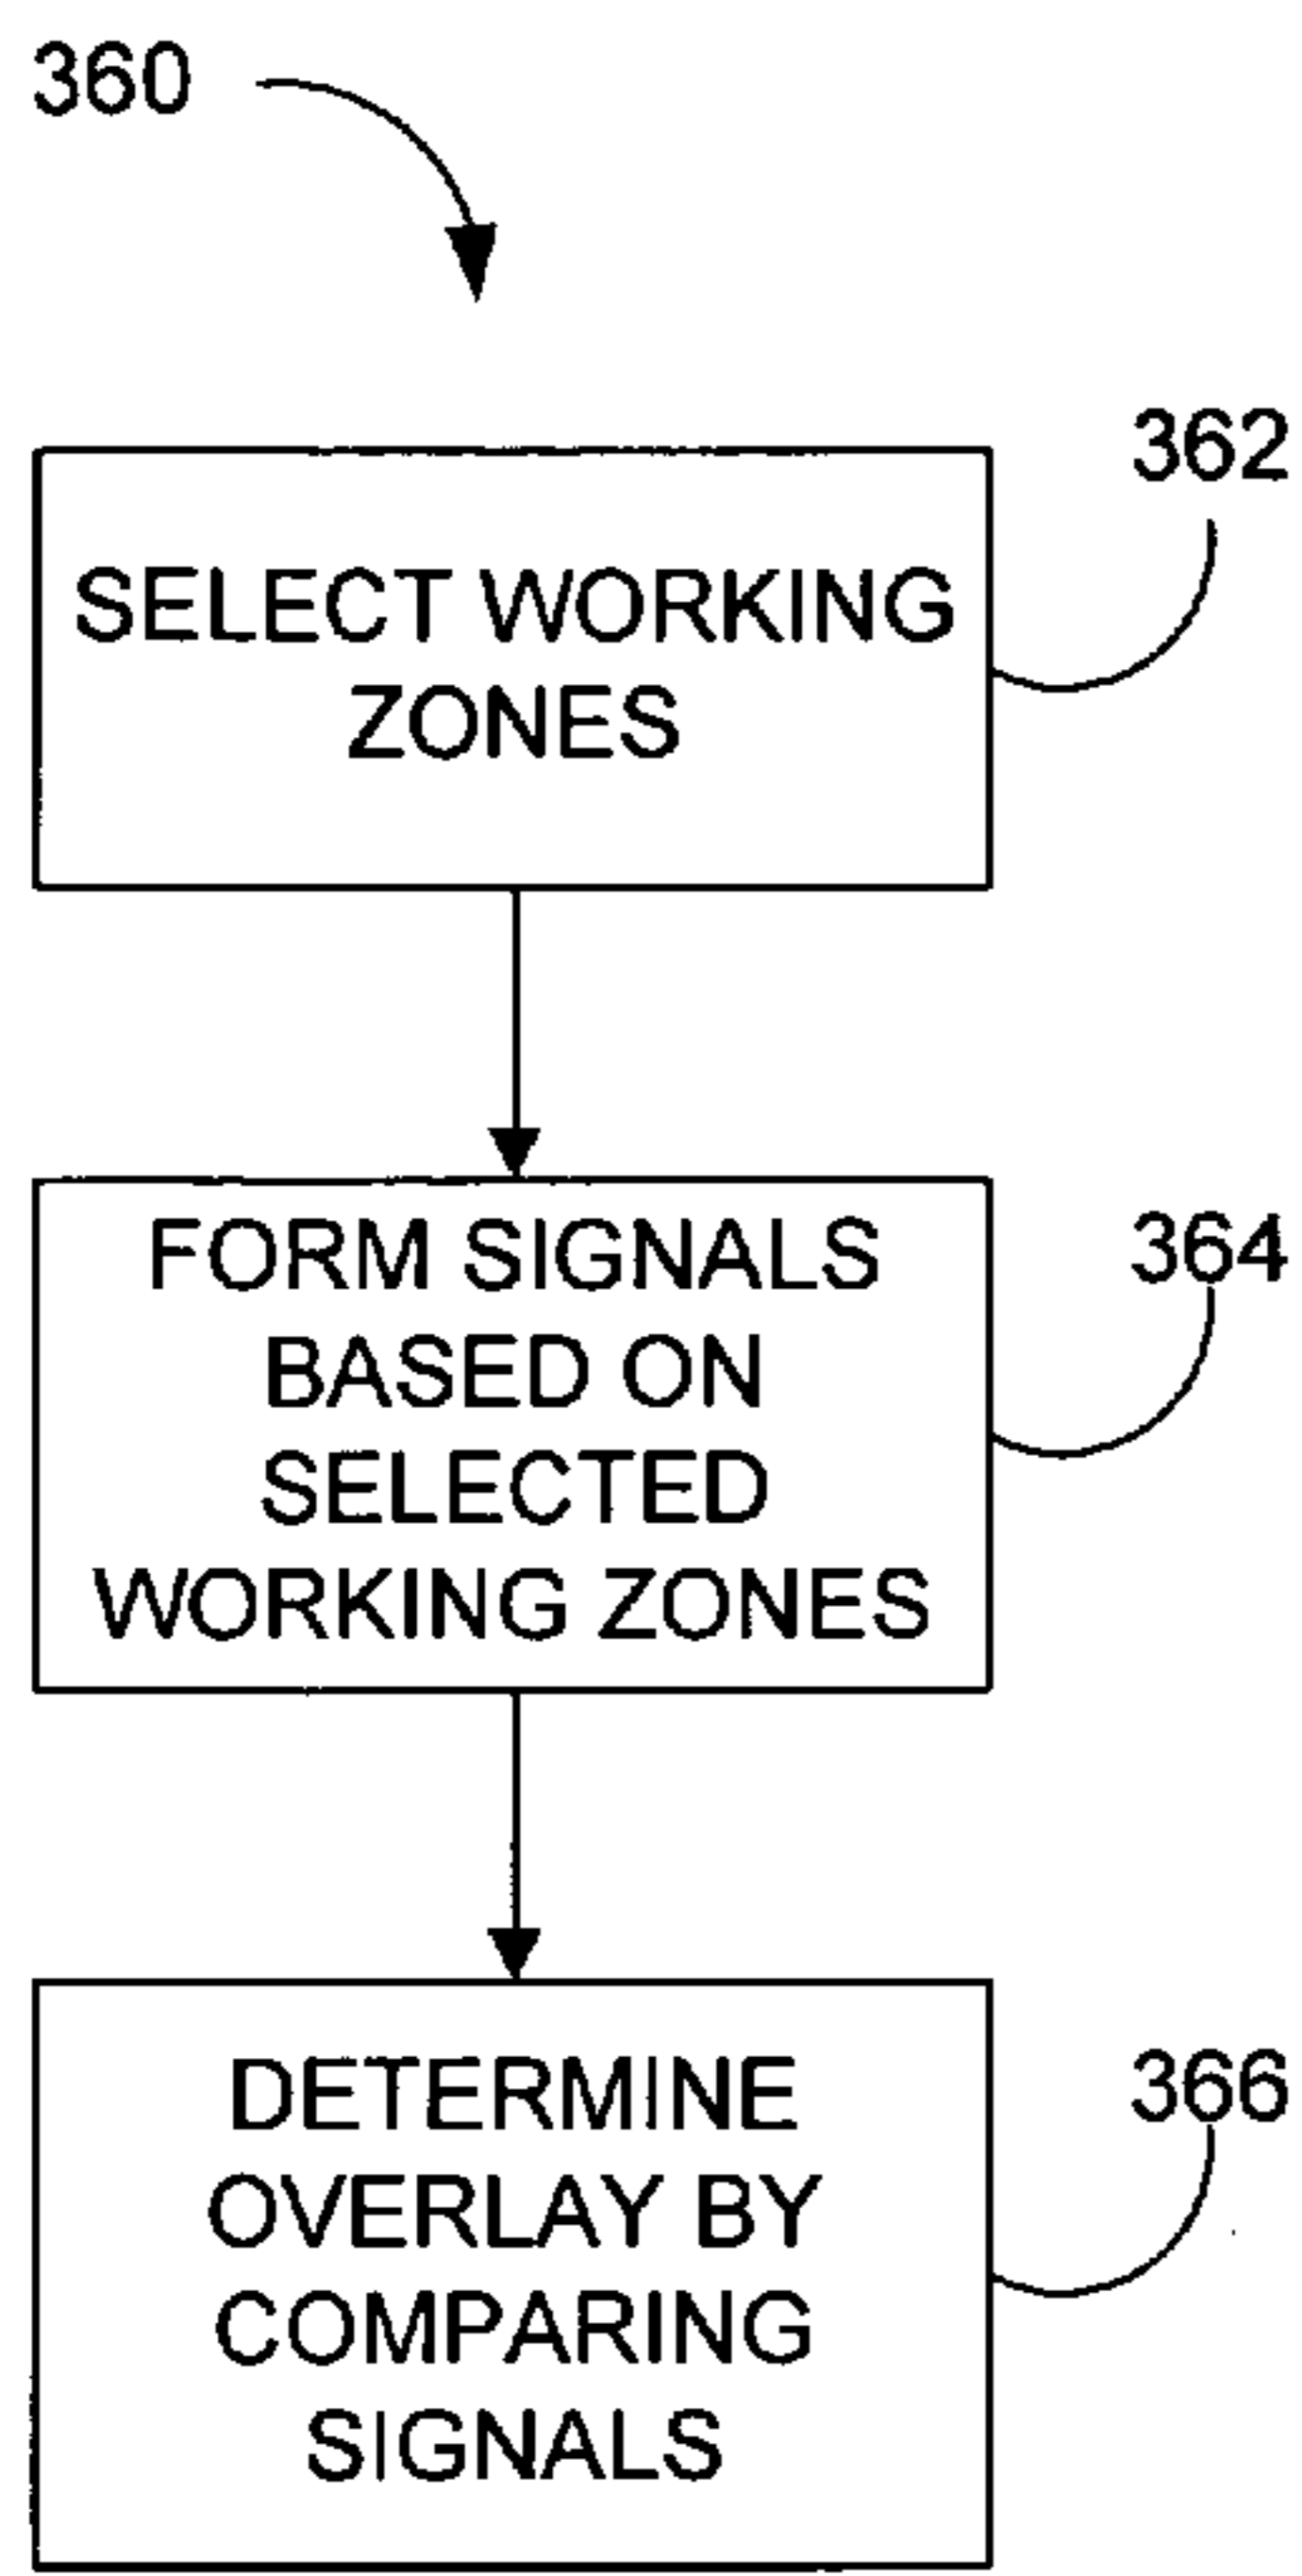 360
362
SELECT WORKING
ZONES
FORM SIGNALS
364
BASED ON
SELECTED
WORKING ZONES
DETERMINE
366
OVERLAY BY
COMPARING
SIGNALS